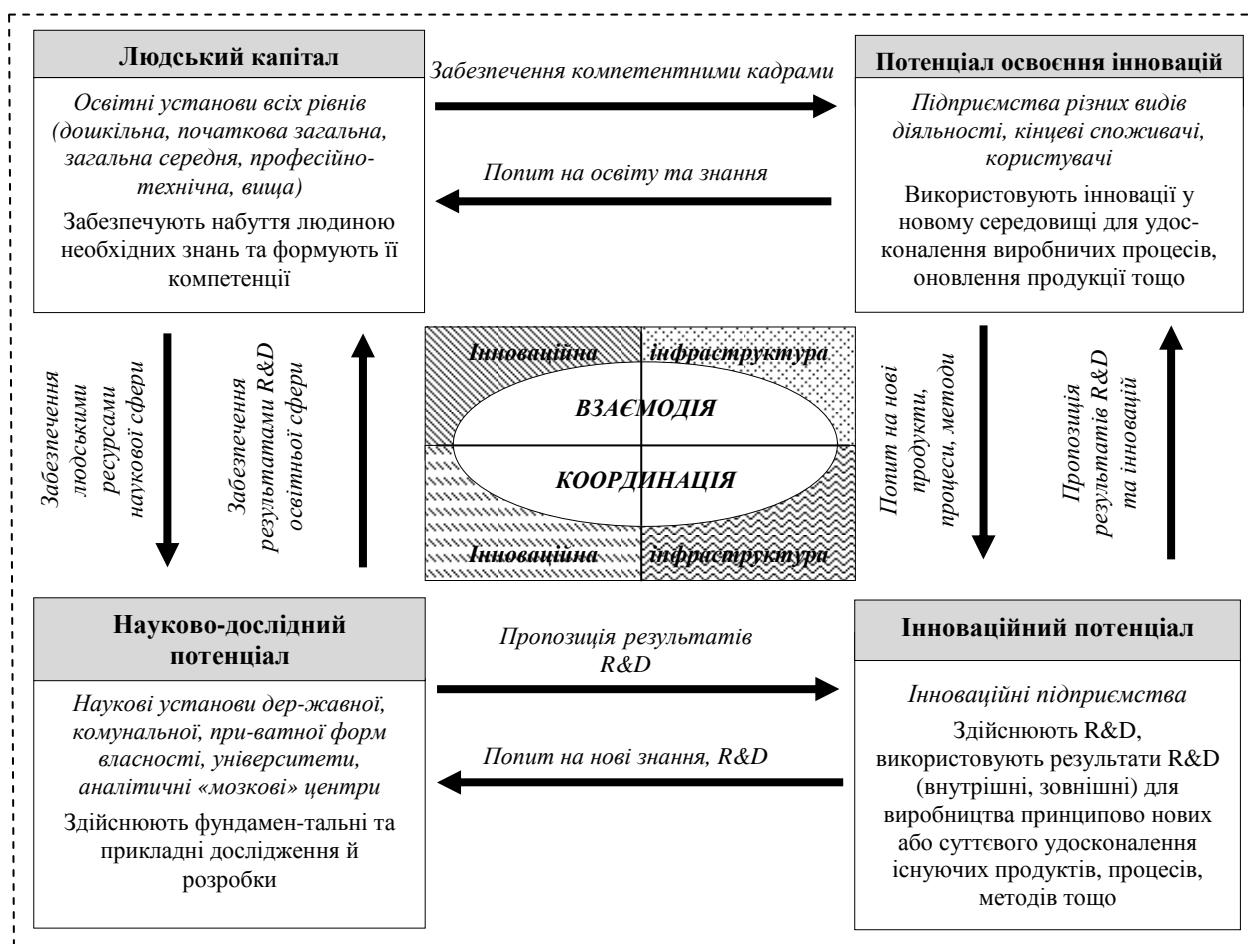 Людський капітал
Освітні установи всіх рівнів
(дошкільна, початкова загальна,
загальна середня, професійно-
технічна, вища)
Забезпечують набуття людиною
необхідних знань та формують її
компетенції
Забезпечення компетентними кадрами
Попит на освіту та знання
Потенціал освоєння інновацій
Підприємства різних видів
діяльності, кінцеві споживачі,
користувачі
Використовують інновації у
новому середовищі для удос-
коналення виробничих процесів,
оновлення продукції тощо
Забезпечення
людськими
ресурсами
наукової сфери
Забезпечення
результатами R&D
освітньої сфери
Інноваційна інфраструктура
ВЗАЄМОДІЯ
КООРДИНАЦІЯ
Інноваційна інфраструктура
Попит на нові
продукти,
процеси, методи
Пропозиція
результатів R&D
та інновацій
Науково-дослідний
потенціал
Наукові установи дер-жавної,
комунальної, при-ватної форм
власності, університети,
аналітичні «мозкові» центри
Здійснюють фундамен-тальні та
прикладні дослідження й
розробки
Пропозиція результатів
R&D
Попит на нові знання, R&D
Інноваційний потенціал
Інноваційні підприємства
Здійснюють R&D,
використовують результати R&D
(внутрішні, зовнішні) для
виробництва принципово нових
або суттєвого удосконалення
існуючих продуктів, процесів,
методів тощо